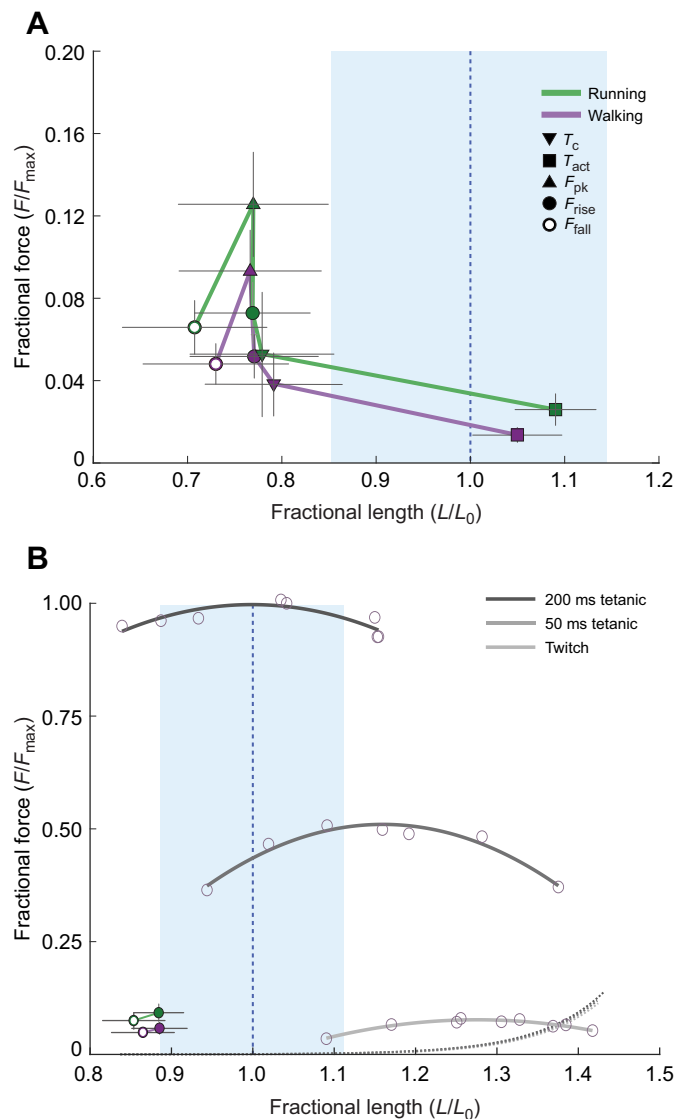 A
0.20
0.16
0.12
0.08
0.04
0
Fractional force (F/Fmax)
Running
Walking
Tc
Tact
Fpk
Frise
Ffall
0.6 0.7 0.8 0.9 1.0 1.1 1.2
Fractional length (L/L0)
B
1.00
0.75
0.50
0.25
0
Fractional force (F/Fmax)
200 ms tetanic
50 ms tetanic
Twitch
0.8 0.9 1.0 1.1 1.2 1.3 1.4 1.5
Fractional length (L/L0)